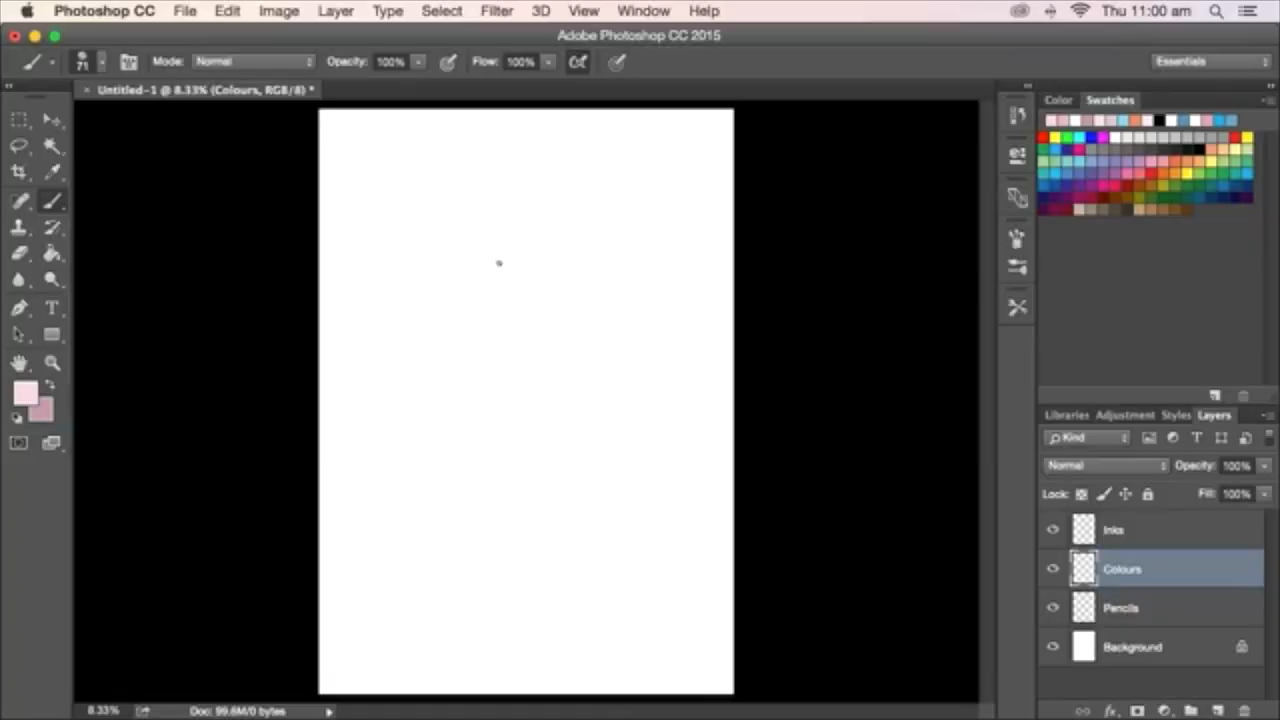 Photoshop CC File Edit Image Layer Type Select Filter 3D View Window Help Thu 11:00 am
Adobe Photoshop CC 2015
71 Mode: Normal Opacity: 100% Flow: 100% Essentials
× Untitled-1 @ 8.33% (Colours, RGB/8) *
Color Swatches
Libraries Adjustment Styles Layers
Kind
Normal Opacity: 100%
Lock: Fill: 100%
Inks
Colours
Pencils
Background
8.33% Doc: 99.6M/0 bytes